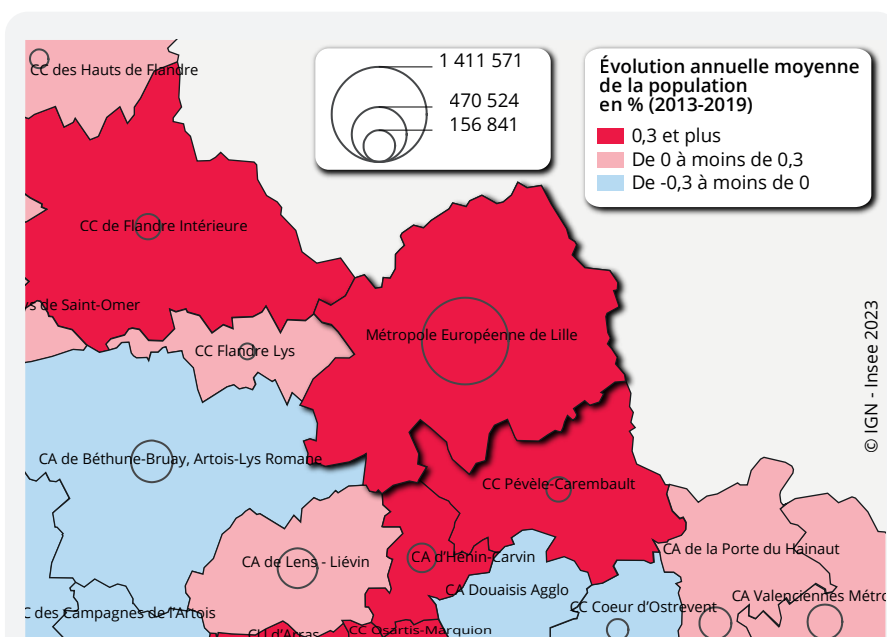 CC des Hauts de Flandre
1 411 571
470 524
156 841
Évolution annuelle moyenne
de la population
en % (2013-2019)
0,3 et plus
De 0 à moins de 0,3
De -0,3 à moins de 0
CC de Flandre Intérieure
s de Saint-Omer
Métropole Européenne de Lille
CC Flandre Lys
© IGN - Insee 2023
CA de Béthune-Bruay, Artois-Lys Romane
CC Pévèle-Carembault
CA de la Porte du Hainaut
CA d'Hénin-Carvin
CA de Lens - Liévin
CA Douaisis Agglo
CA Valenciennes Métro
CC Coeur d'Ostrevent
C des Campagnes de l'Artois
CU d'Arras
CC Osartis-Marquion